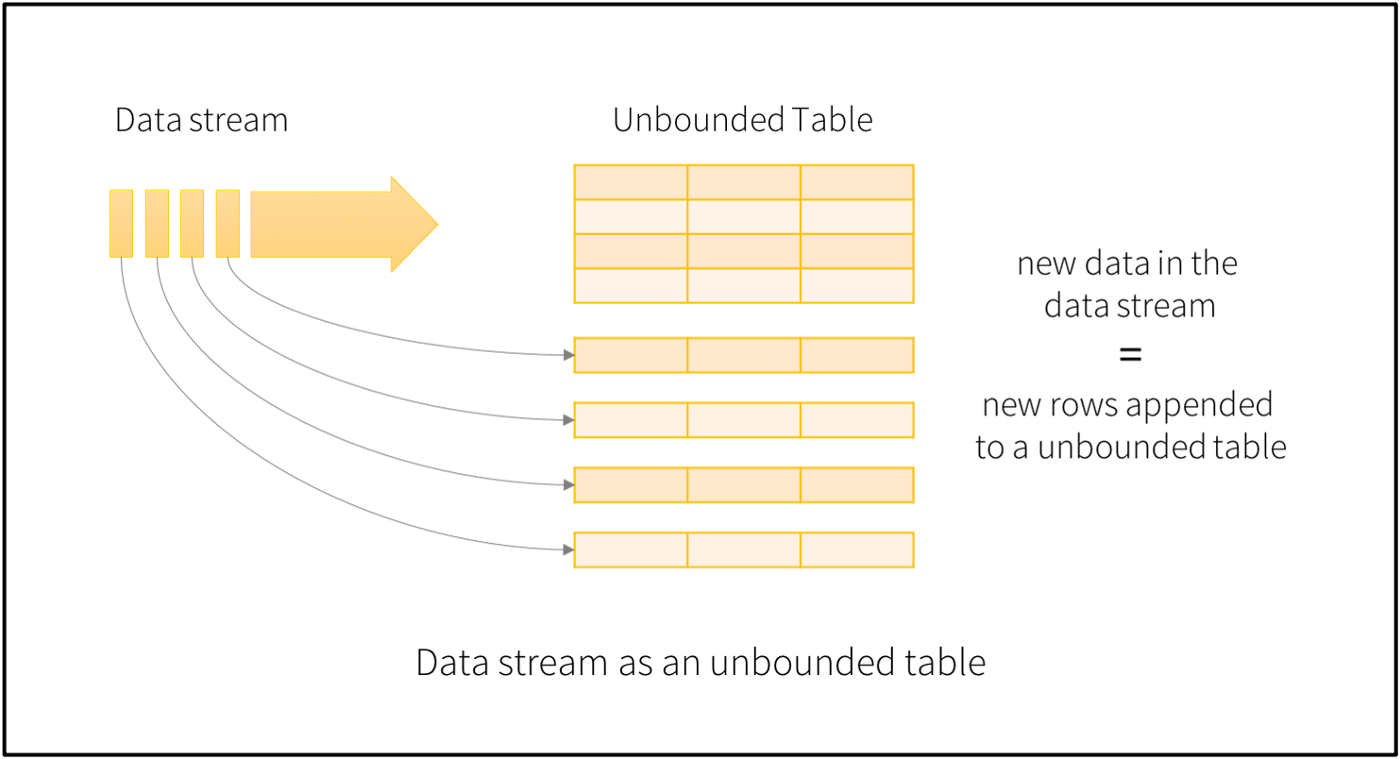 Data stream
Unbounded Table
new data in the
data stream
=
new rows appended
to a unbounded table
Data stream as an unbounded table